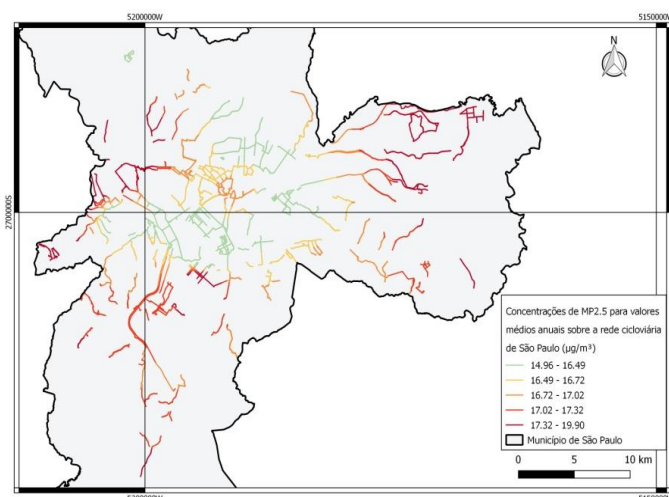 5200000W
5150000W
N
2700000S
Concentrações de MP2.5 para valores
médios anuais sobre a rede cicloviária
de São Paulo (µg/m³)
14.96 - 16.49
16.49 - 16.72
16.72 - 17.02
17.02 - 17.32
17.32 - 19.90
Município de São Paulo
0 5 10 km
5200000W
5150000W